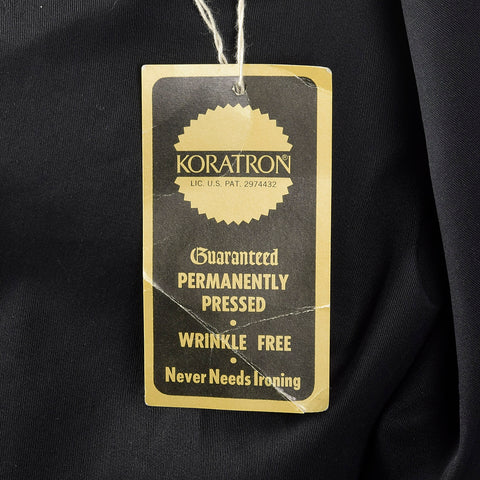 KORATRON®
LIC. U.S. PAT. 2974432
Guaranteed
PERMANENTLY
PRESSED
•
WRINKLE FREE
•
Never Needs Ironing